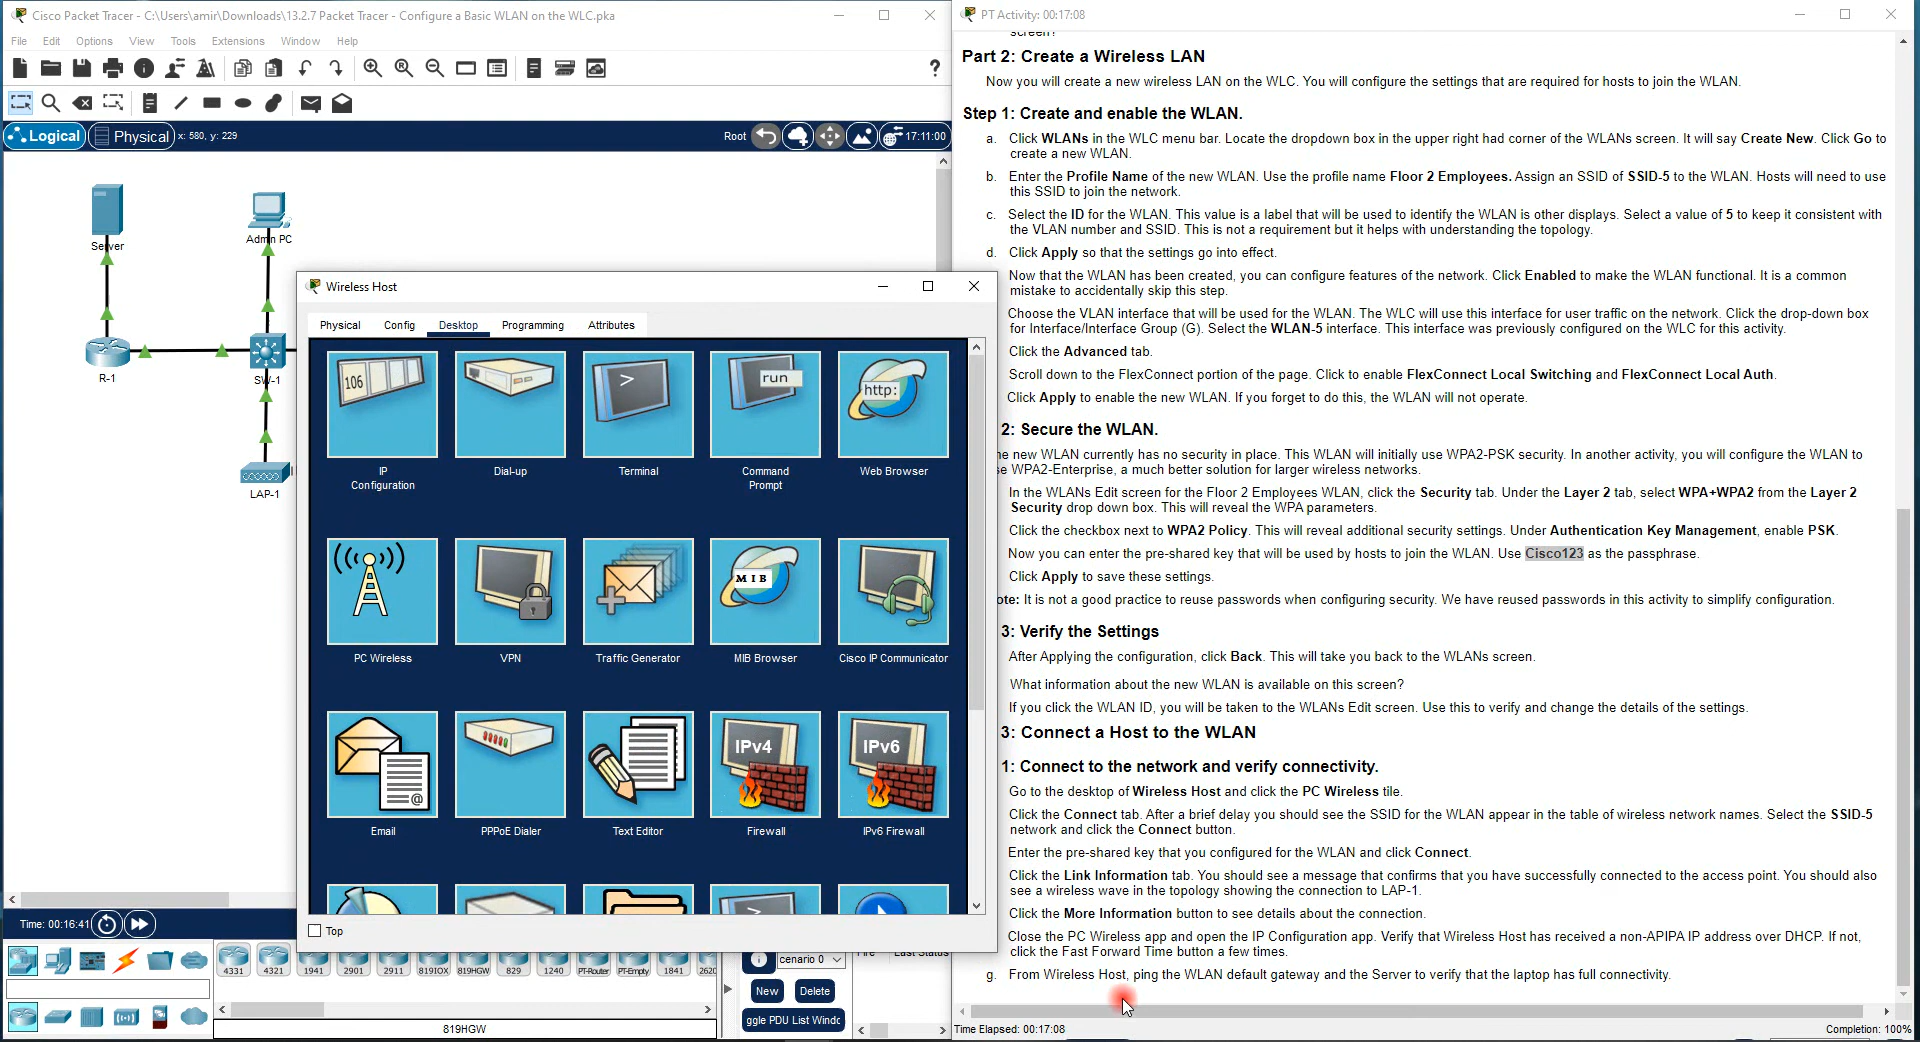 Cisco Packet Tracer - C:\Users\amir\Downloads\13.2.7 Packet Tracer - Configure a Basic WLAN on the WLC.pka
File Edit Options View Tools Extensions Window Help
Logical Physical x: 580, y: 229 Root 17:11:00
Server
Admin PC
R-1
SW-1
LAP-1
Wireless Host
Physical Config Desktop Programming Attributes
106
>
run
http:
IP Configuration
Dial-up
Terminal
Command Prompt
Web Browser
MIB
PC Wireless
VPN
Traffic Generator
MIB Browser
Cisco IP Communicator
@
IPv4
IPv6
Email
PPPoE Dialer
Text Editor
Firewall
IPv6 Firewall
Top
Time: 00:16:41
4331 4321 1941 2901 2911 819IOX 819HGW 829 1240 PT-Router PT-Empty 1841 2620
819HGW
cenario 0
Fire Last Status
New Delete
ggle PDU List Windo
PT Activity: 00:17:08
screen?
Part 2: Create a Wireless LAN
Now you will create a new wireless LAN on the WLC. You will configure the settings that are required for hosts to join the WLAN.
Step 1: Create and enable the WLAN.
a. Click WLANs in the WLC menu bar. Locate the dropdown box in the upper right had corner of the WLANs screen. It will say Create New. Click Go to
create a new WLAN.
b. Enter the Profile Name of the new WLAN. Use the profile name Floor 2 Employees. Assign an SSID of SSID-5 to the WLAN. Hosts will need to use
this SSID to join the network.
c. Select the ID for the WLAN. This value is a label that will be used to identify the WLAN is other displays. Select a value of 5 to keep it consistent with
the VLAN number and SSID. This is not a requirement but it helps with understanding the topology.
d. Click Apply so that the settings go into effect.
Now that the WLAN has been created, you can configure features of the network. Click Enabled to make the WLAN functional. It is a common
mistake to accidentally skip this step.
Choose the VLAN interface that will be used for the WLAN. The WLC will use this interface for user traffic on the network. Click the drop-down box
for Interface/Interface Group (G). Select the WLAN-5 interface. This interface was previously configured on the WLC for this activity.
Click the Advanced tab.
Scroll down to the FlexConnect portion of the page. Click to enable FlexConnect Local Switching and FlexConnect Local Auth.
Click Apply to enable the new WLAN. If you forget to do this, the WLAN will not operate.
2: Secure the WLAN.
e new WLAN currently has no security in place. This WLAN will initially use WPA2-PSK security. In another activity, you will configure the WLAN to
e WPA2-Enterprise, a much better solution for larger wireless networks.
In the WLANs Edit screen for the Floor 2 Employees WLAN, click the Security tab. Under the Layer 2 tab, select WPA+WPA2 from the Layer 2
Security drop down box. This will reveal the WPA parameters.
Click the checkbox next to WPA2 Policy. This will reveal additional security settings. Under Authentication Key Management, enable PSK.
Now you can enter the pre-shared key that will be used by hosts to join the WLAN. Use Cisco123 as the passphrase.
Click Apply to save these settings.
ote: It is not a good practice to reuse passwords when configuring security. We have reused passwords in this activity to simplify configuration.
3: Verify the Settings
After Applying the configuration, click Back. This will take you back to the WLANs screen.
What information about the new WLAN is available on this screen?
If you click the WLAN ID, you will be taken to the WLANs Edit screen. Use this to verify and change the details of the settings.
3: Connect a Host to the WLAN
1: Connect to the network and verify connectivity.
Go to the desktop of Wireless Host and click the PC Wireless tile.
Click the Connect tab. After a brief delay you should see the SSID for the WLAN appear in the table of wireless network names. Select the SSID-5
network and click the Connect button.
Enter the pre-shared key that you configured for the WLAN and click Connect.
Click the Link Information tab. You should see a message that confirms that you have successfully connected to the access point. You should also
see a wireless wave in the topology showing the connection to LAP-1.
Click the More Information button to see details about the connection.
Close the PC Wireless app and open the IP Configuration app. Verify that Wireless Host has received a non-APIPA IP address over DHCP. If not,
click the Fast Forward Time button a few times.
g. From Wireless Host, ping the WLAN default gateway and the Server to verify that the laptop has full connectivity.
Time Elapsed: 00:17:08 Completion: 100%